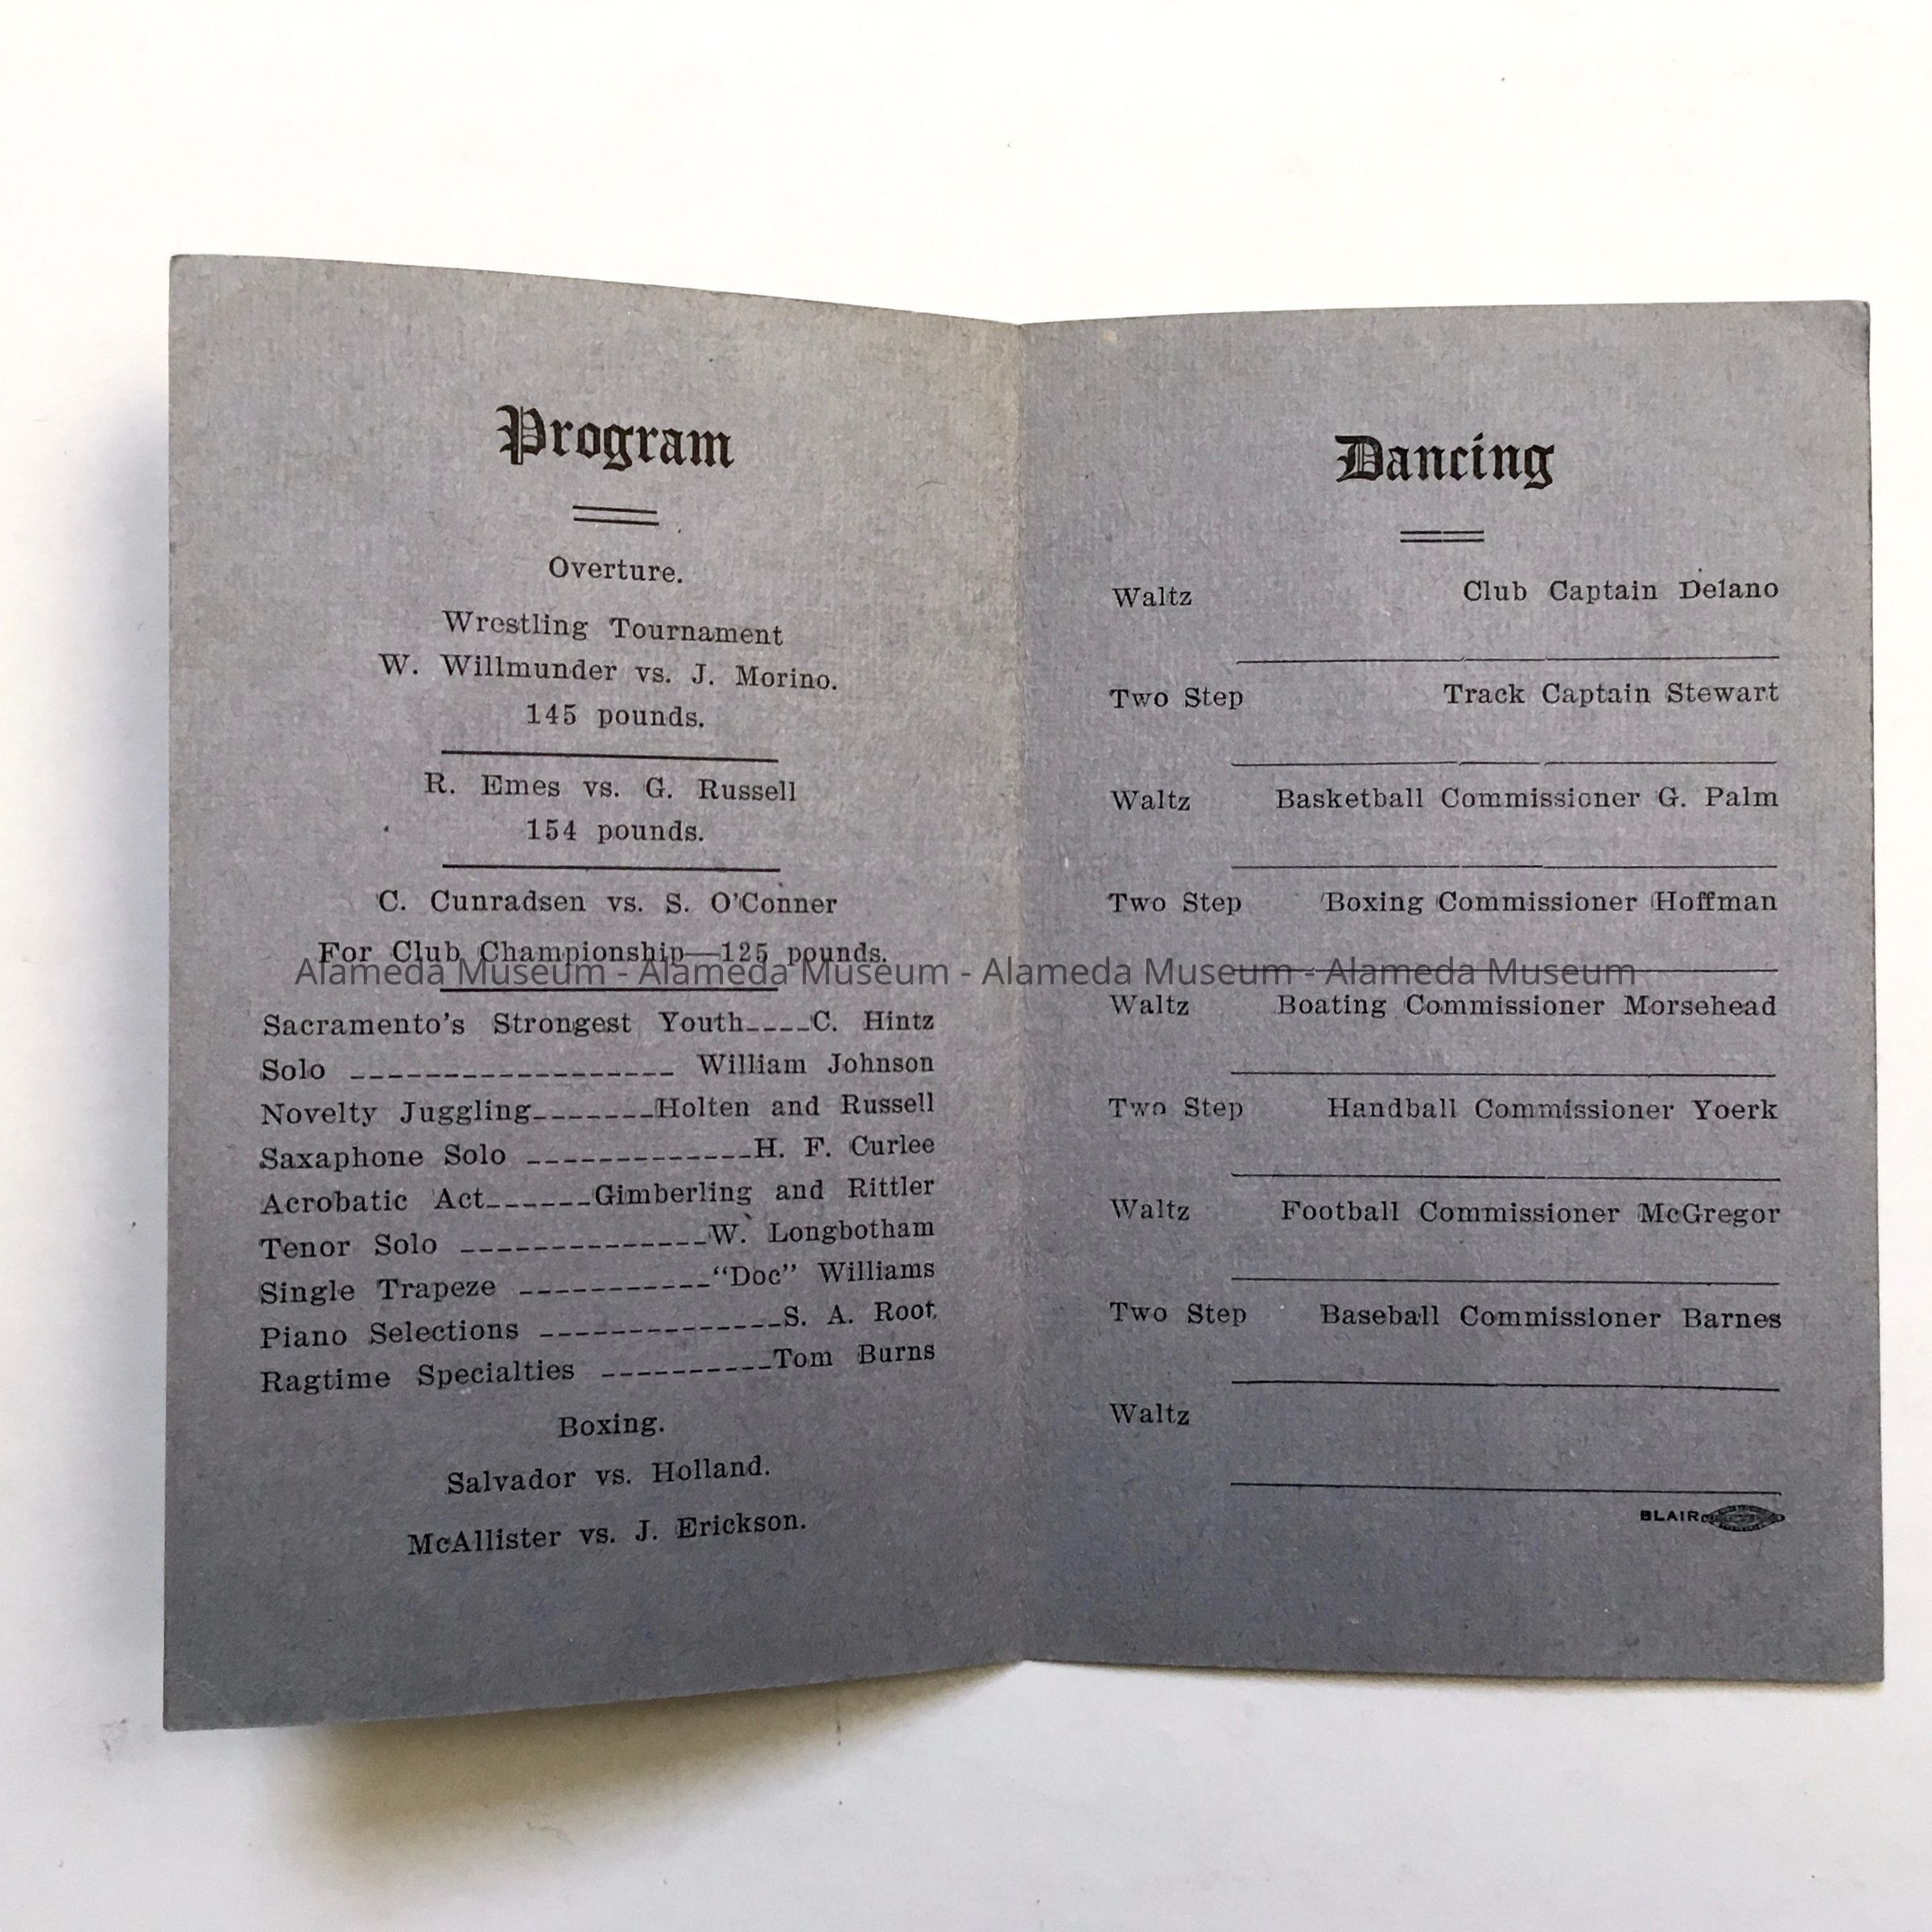 Program
Overture.
Wrestling Tournament
W. Willmunder vs. J. Morino.
145 pounds.
R. Emes vs. G. Russell
154 pounds.
C. Cunradsen vs. S. O'Conner
For Club Championship—125 pounds.
Sacramento's Strongest Youth----C. Hintz
Solo ------------------ William Johnson
Novelty Juggling-------Holten and Russell
Saxaphone Solo -------------H. F. Curlee
Acrobatic Act------Gimberling and Rittler
Tenor Solo --------------W. Longbotham
Single Trapeze -----------"Doc" Williams
Piano Selections --------------S. A. Root,
Ragtime Specialties ----------Tom Burns
Boxing.
Salvador vs. Holland.
McAllister vs. J. Erickson.
Dancing
Waltz Club Captain Delano
Two Step Track Captain Stewart
Waltz Basketball Commissioner G. Palm
Two Step Boxing Commissioner Hoffman
Waltz Boating Commissioner Morsehead
Two Step Handball Commissioner Yoerk
Waltz Football Commissioner McGregor
Two Step Baseball Commissioner Barnes
Waltz
BLAIR
Alameda Museum - Alameda Museum - Alameda Museum - Alameda Museum